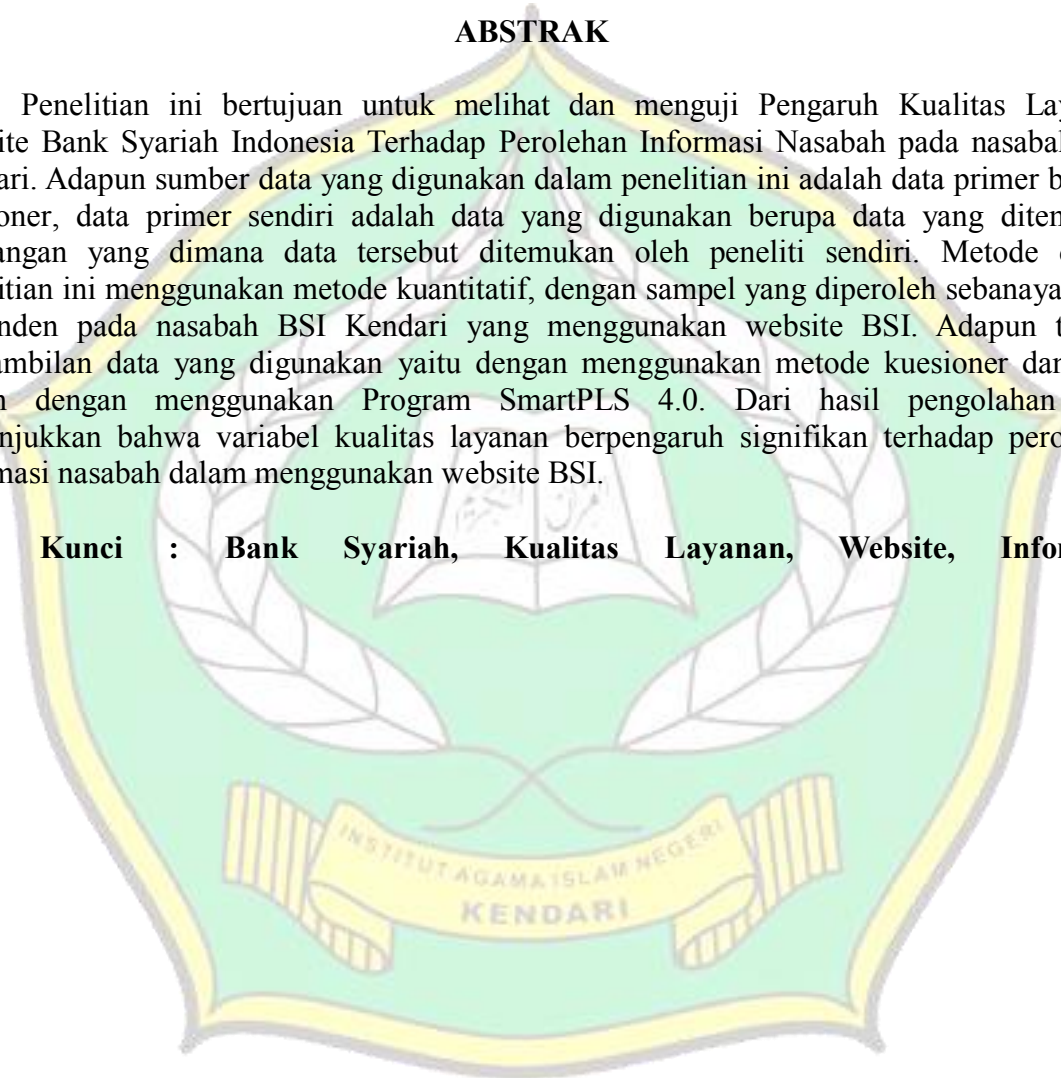 ABSTRAK
Penelitian ini bertujuan untuk melihat dan menguji Pengaruh Kualitas Lay
ite Bank Syariah Indonesia Terhadap Perolehan Informasi Nasabah pada nasabal
ari. Adapun sumber data yang digunakan dalam penelitian ini adalah data primer b
oner, data primer sendiri adalah data yang digunakan berupa data yang diten
angan yang dimana data tersebut ditemukan oleh peneliti sendiri. Metode
itian ini menggunakan metode kuantitatif, dengan sampel yang diperoleh sebanaya
nden pada nasabah BSI Kendari yang menggunakan website BSI. Adapun t
ambilan data yang digunakan yaitu dengan menggunakan metode kuesioner dar
n dengan menggunakan Program SmartPLS 4.0. Dari hasil pengolahan
njukkan bahwa variabel kualitas layanan berpengaruh signifikan terhadap pero
masi nasabah dalam menggunakan website BSI.
Kunci : Bank Syariah, Kualitas Layanan, Website, Infor
INSTITUT AGAMA ISLAM NEGERI
KENDARI